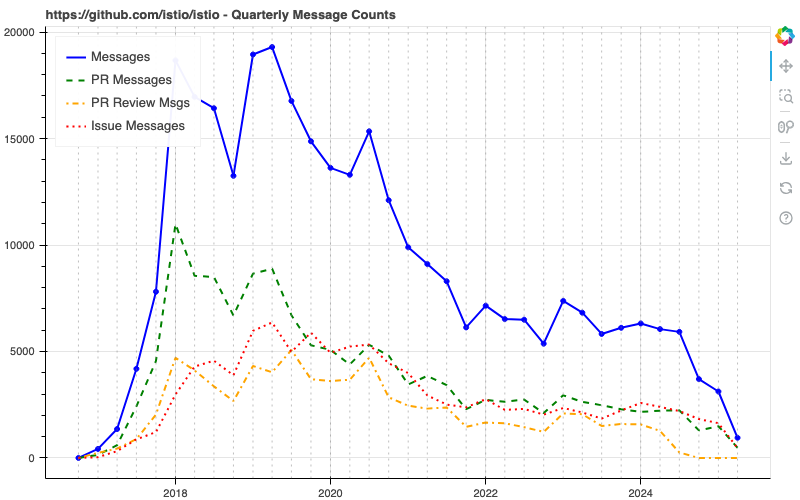 https://github.com/istio/istio - Quarterly Message Counts
20000
15000
10000
5000
0
Messages
PR Messages
PR Review Msgs
Issue Messages
2018
2020
2022
2024